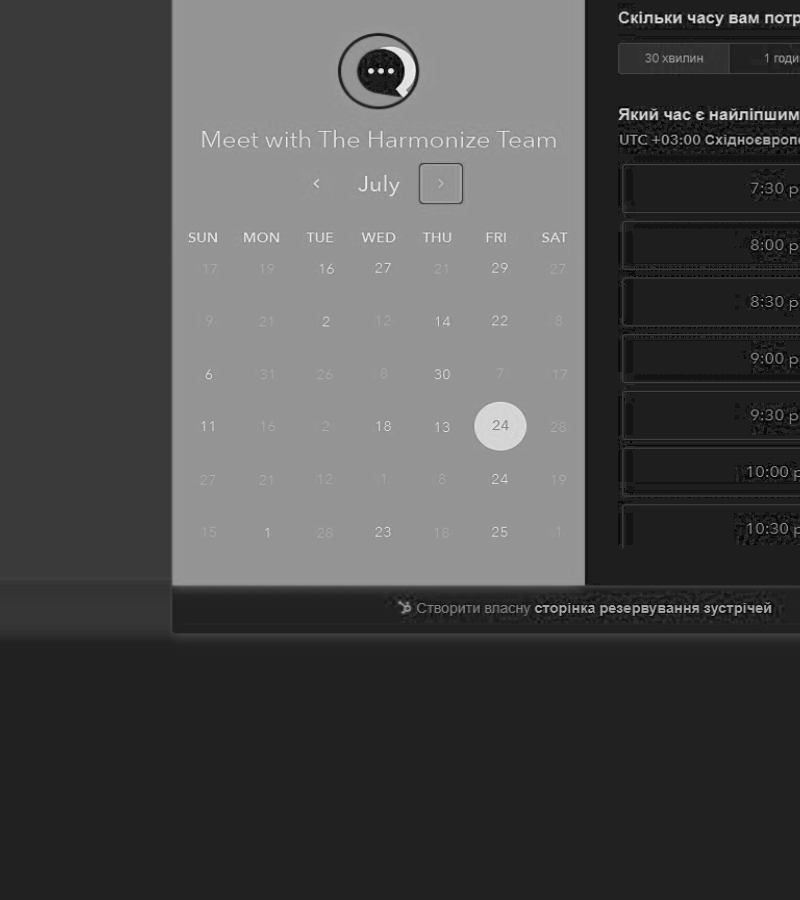 Meet with The Harmonize Team
July
SUN MON TUE WED THU FRI SAT
17 19 16 27 21 29 27
9 21 2 12 14 22 8
6 31 26 8 30 7 17
11 16 2 18 13 24 28
27 21 12 1 8 24 19
15 1 28 23 18 25 1
Скільки часу вам
30 хвилин 1
Який час є найліпшим
UTC +03:00
7:30
8:00
8:30
9:00
9:30
10:00
10:30
Створити власну сторінка резервування зустрічей